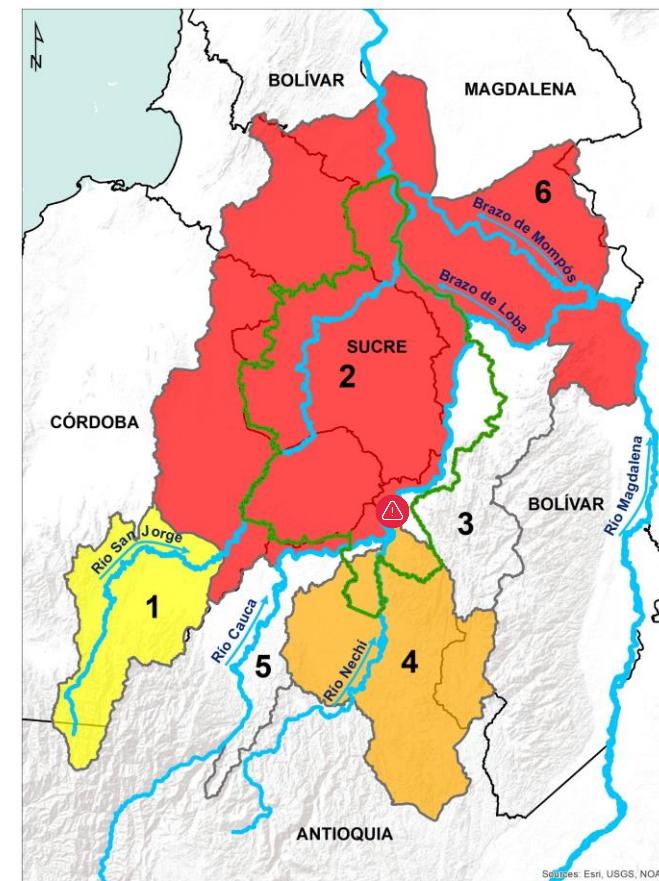 N
BOLÍVAR
MAGDALENA
6
Brazo de Mompós
Brazo de Loba
SUCRE
2
CÓRDOBA
3
BOLÍVAR
Río Magdalena
Río San Jorge
1
Río Cauca
5
Río Nechí
4
ANTIOQUIA
Sources: Esri, USGS, NOA